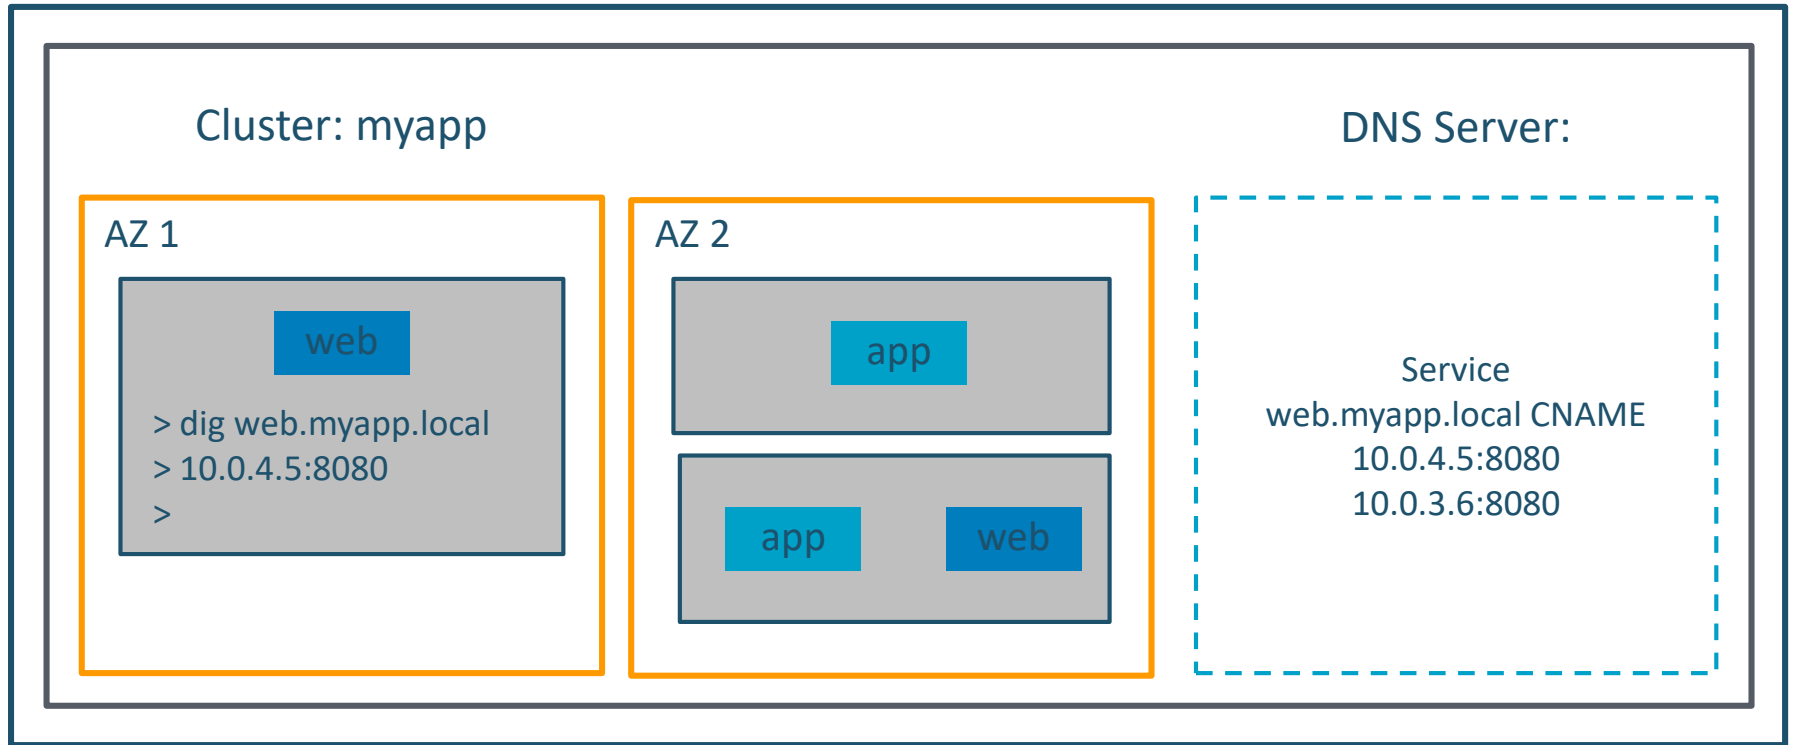 Cluster: myapp
DNS Server:
AZ 1
web
> dig web.myapp.local
> 10.0.4.5:8080
>
AZ 2
app
app
web
Service
web.myapp.local CNAME
10.0.4.5:8080
10.0.3.6:8080